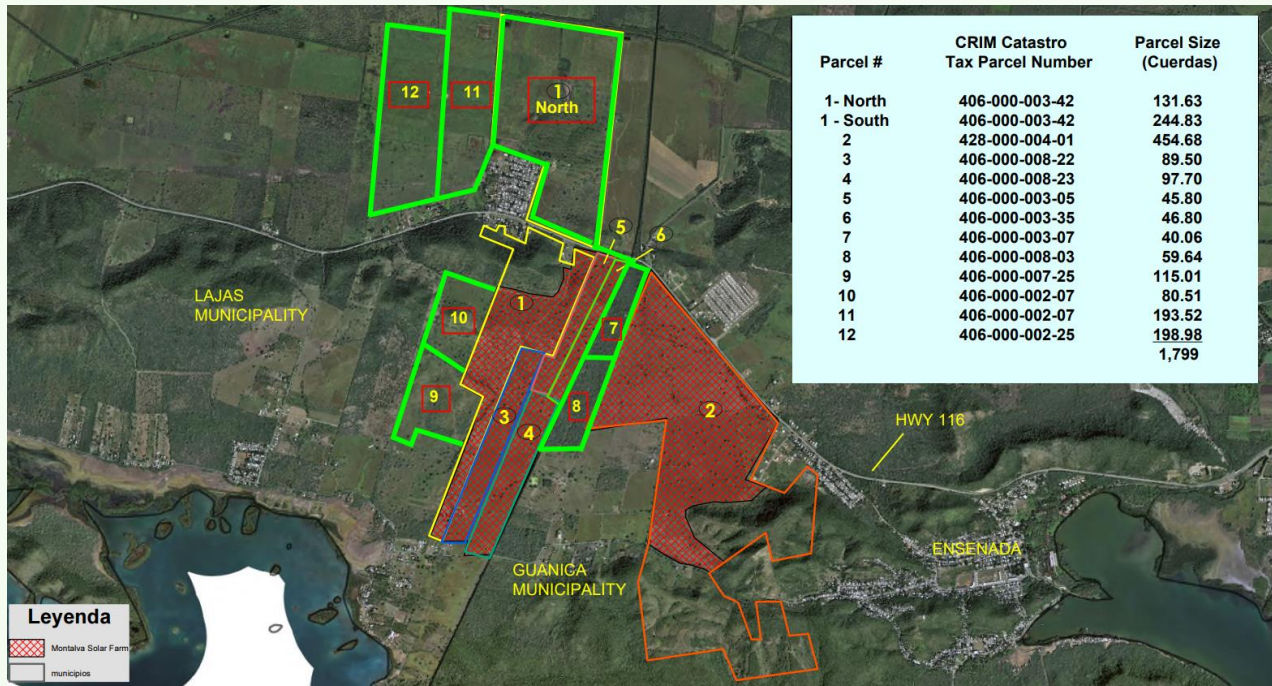 CRIM Catastro Parcel Size
Parcel # Tax Parcel Number (Cuerdas)
1- North 406-000-003-42 131.63
1 - South 406-000-003-42 244.83
2 428-000-004-01 454.68
3 406-000-008-22 89.50
4 406-000-008-23 97.70
5 406-000-003-05 45.80
6 406-000-003-35 46.80
7 406-000-003-07 40.06
8 406-000-008-03 59.64
9 406-000-007-25 115.01
10 406-000-002-07 80.51
11 406-000-002-07 193.52
12 406-000-002-25 198.98
1,799
12
11
1
North
5
6
LAJAS
MUNICIPALITY
1
10
7
9
3
4
8
2
HWY 116
ENSENADA
GUANICA
MUNICIPALITY
Leyenda
Montalva Solar Farm
municipios